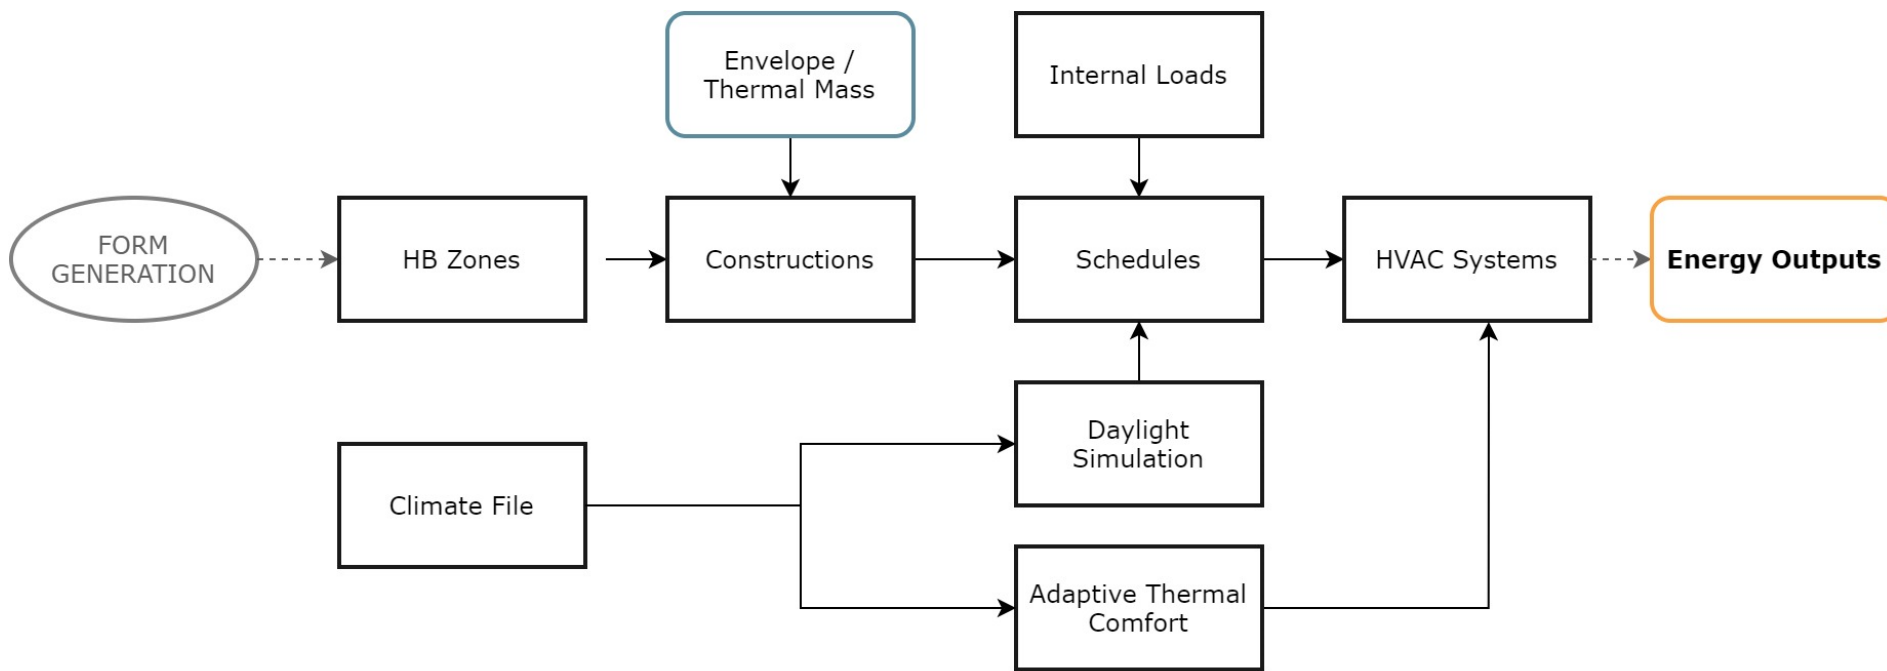 Envelope /
Thermal Mass
Internal Loads
FORM
GENERATION
HB Zones
Constructions
Schedules
HVAC Systems
Energy Outputs
Daylight
Simulation
Climate File
Adaptive Thermal
Comfort